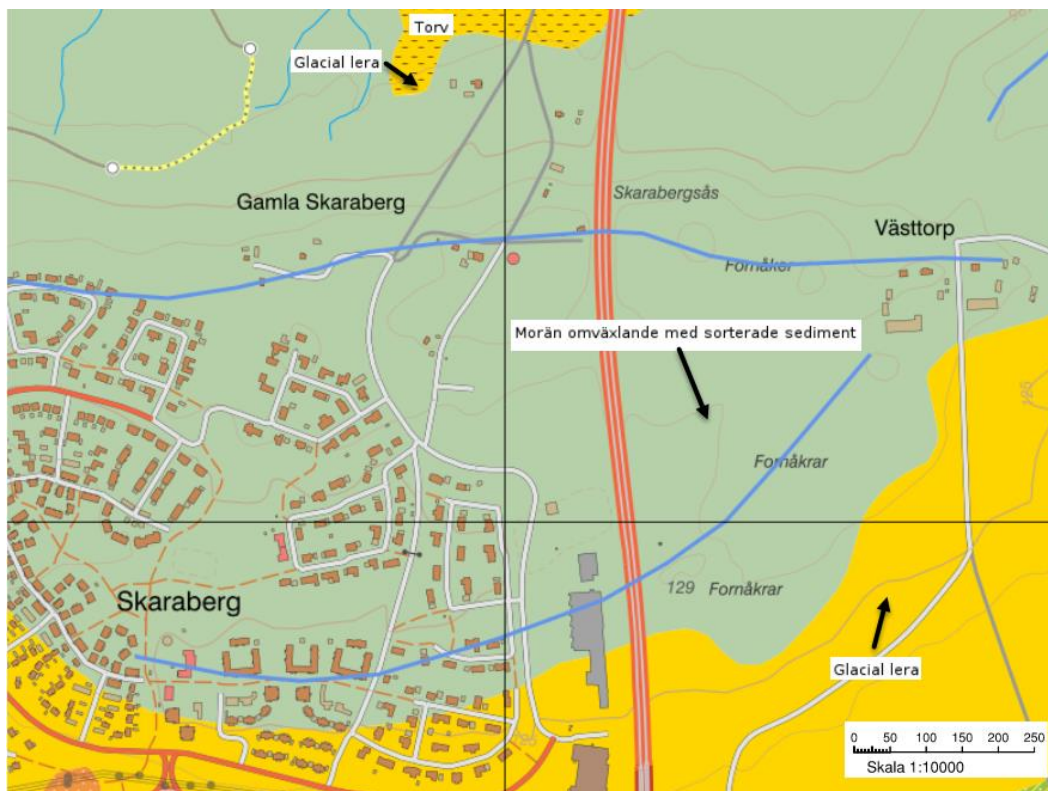 Torv
Glacial lera
Gamla Skaraberg
Skarabergsås
Västtorp
Fornåker
Morän omväxlande med sorterade sediment
125
Fornåkrar
129 Fornåkrar
Skaraberg
Glacial lera
0 50 100 150 200 250
Skala 1:10000